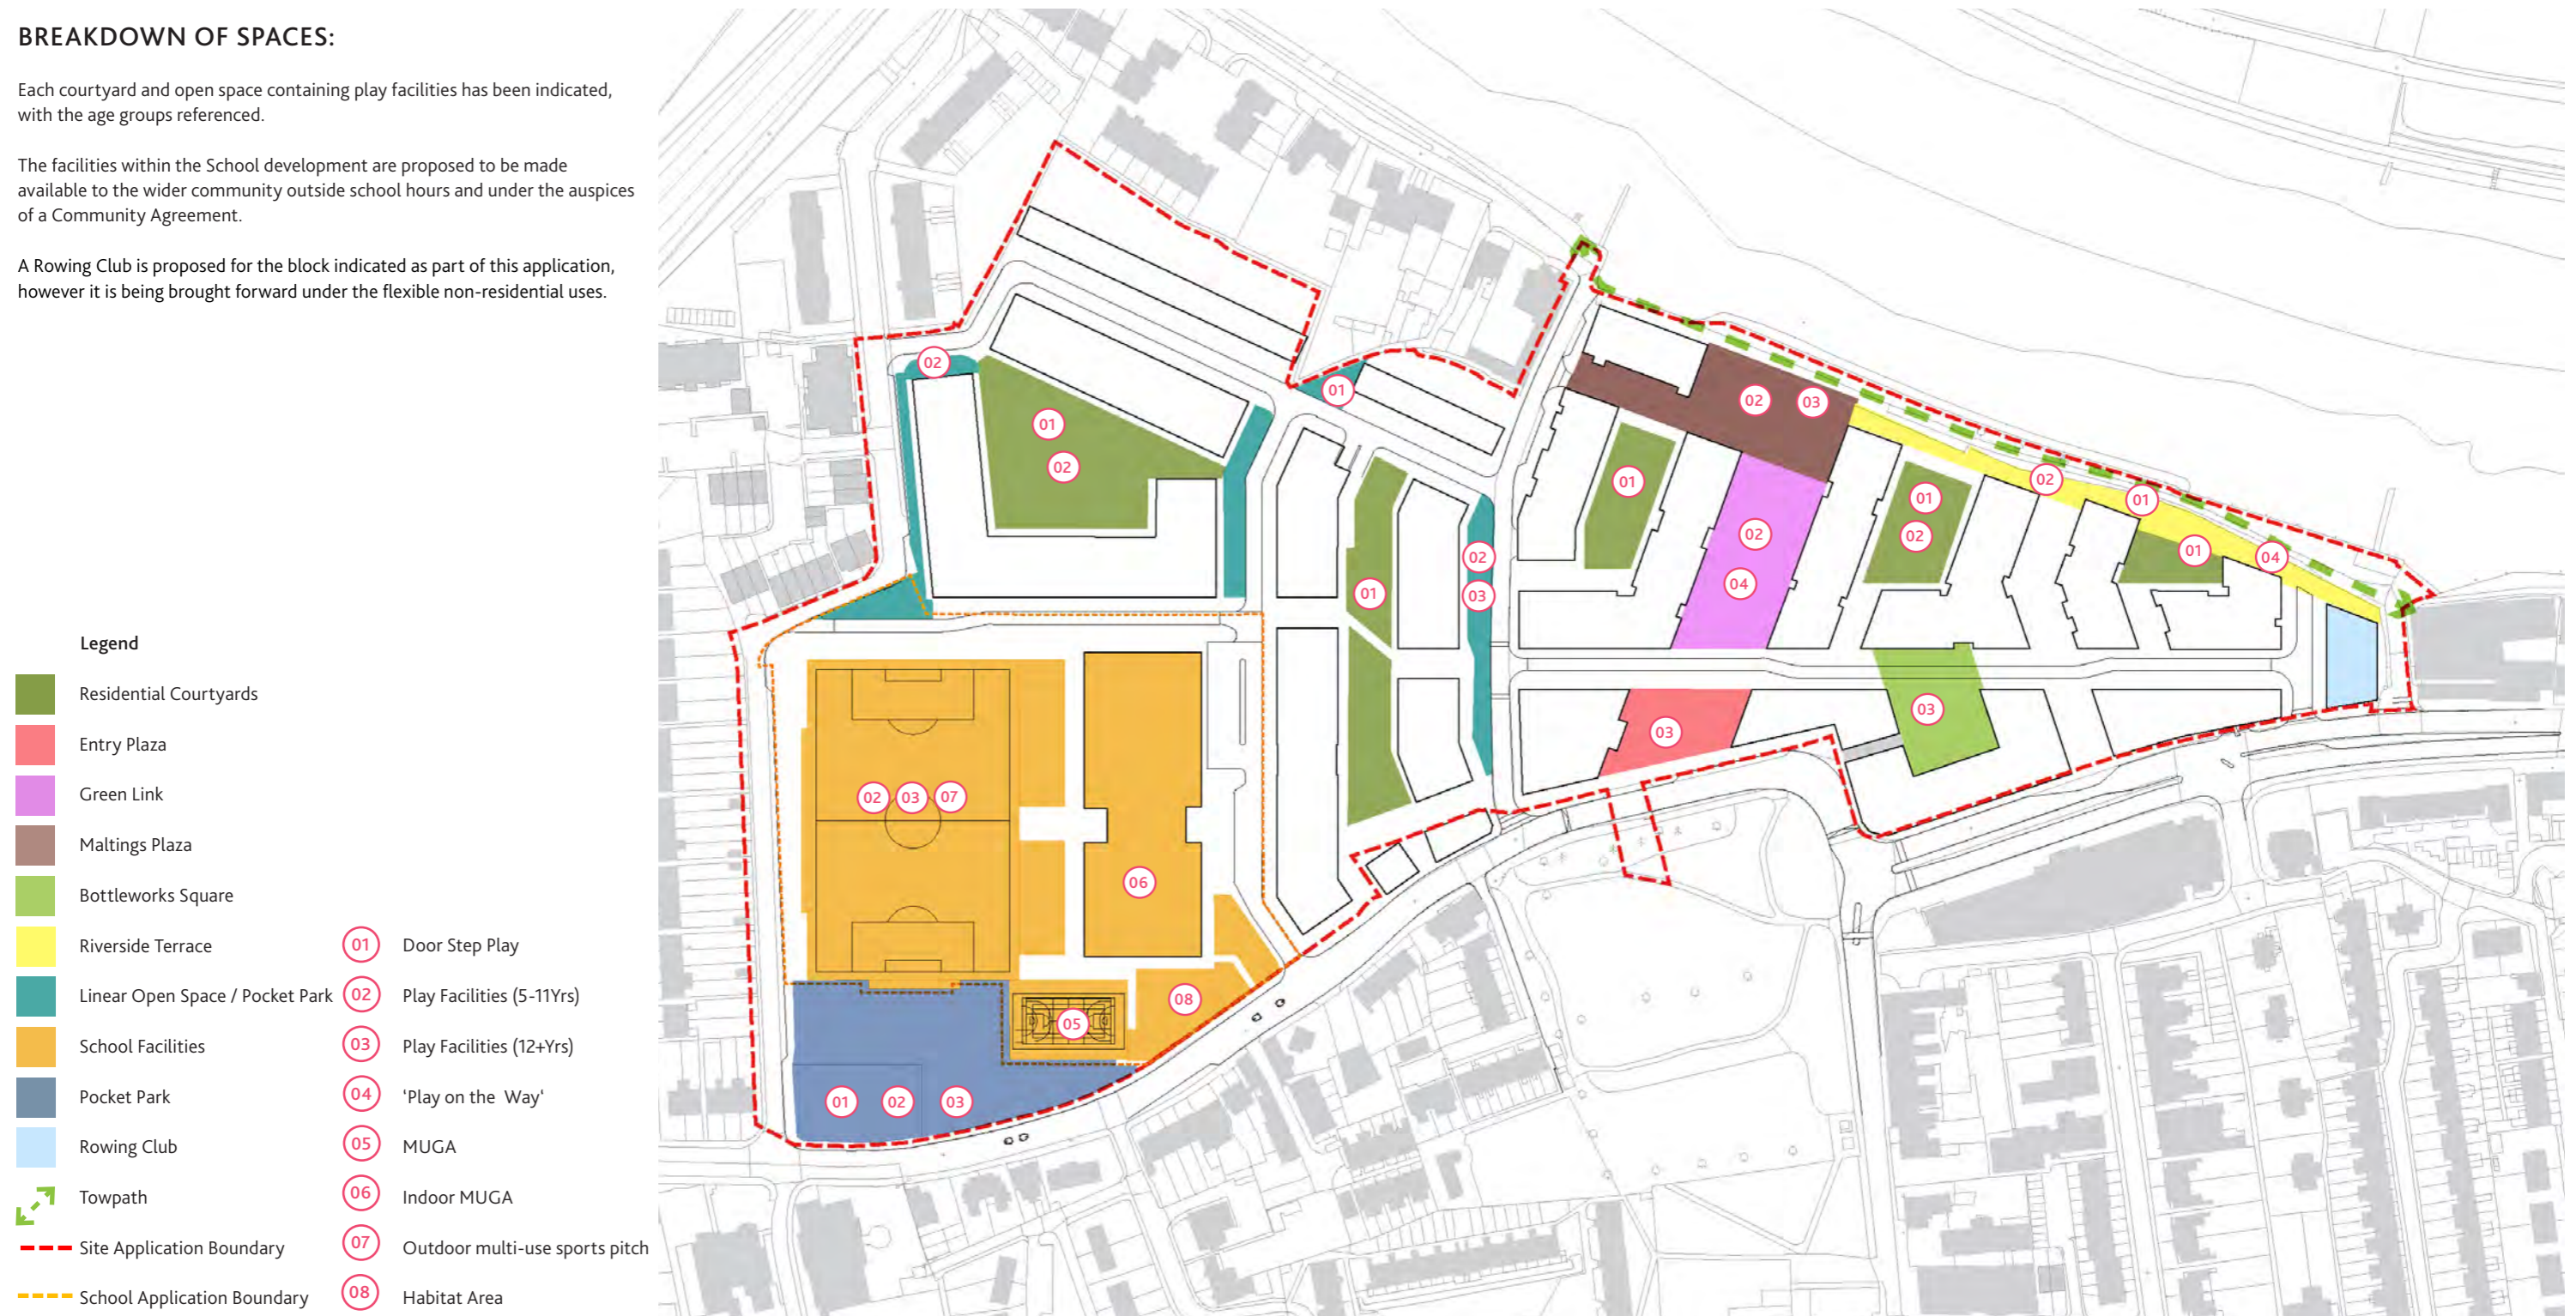 BREAKDOWN OF SPACES:
Each courtyard and open space containing play facilities has been indicated,
with the age groups referenced.
The facilities within the School development are proposed to be made
available to the wider community outside school hours and under the auspices
of a Community Agreement.
A Rowing Club is proposed for the block indicated as part of this application,
however it is being brought forward under the flexible non-residential uses.
Legend
Residential Courtyards
Entry Plaza
Green Link
Maltings Plaza
Bottleworks Square
Riverside Terrace
Linear Open Space / Pocket Park
School Facilities
Pocket Park
Rowing Club
Towpath
Site Application Boundary
School Application Boundary
01 Door Step Play
02 Play Facilities (5-11Yrs)
03 Play Facilities (12+Yrs)
04 'Play on the Way'
05 MUGA
06 Indoor MUGA
07 Outdoor multi-use sports pitch
08 Habitat Area
02
01
02
01
02 03
01
01
02
02
01
01
04
02
04
01
02
03
03
03
02 03 07
06
08
05
01 02 03